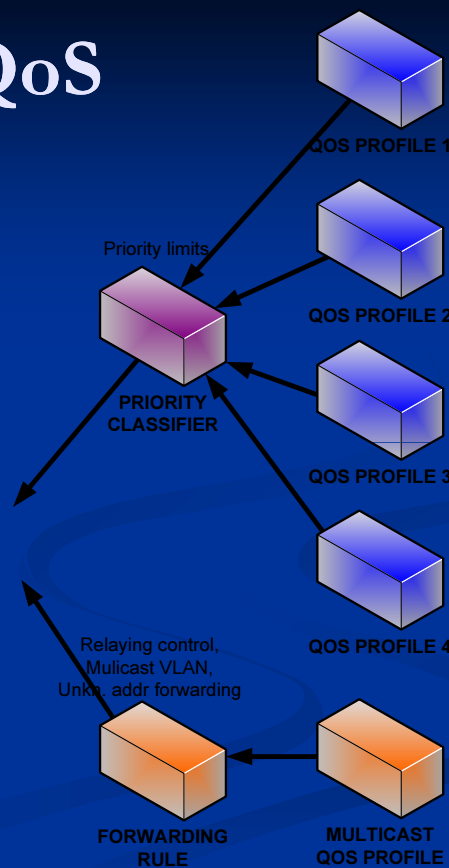 QoS
QOS PROFILE 1
Priority limits
QOS PROFILE 2
PRIORITY
CLASSIFIER
QOS PROFILE 3
QOS PROFILE 4
Relaying control,
Mulicast VLAN,
Unkn. addr forwarding
FORWARDING
RULE
MULTICAST
QOS PROFILE